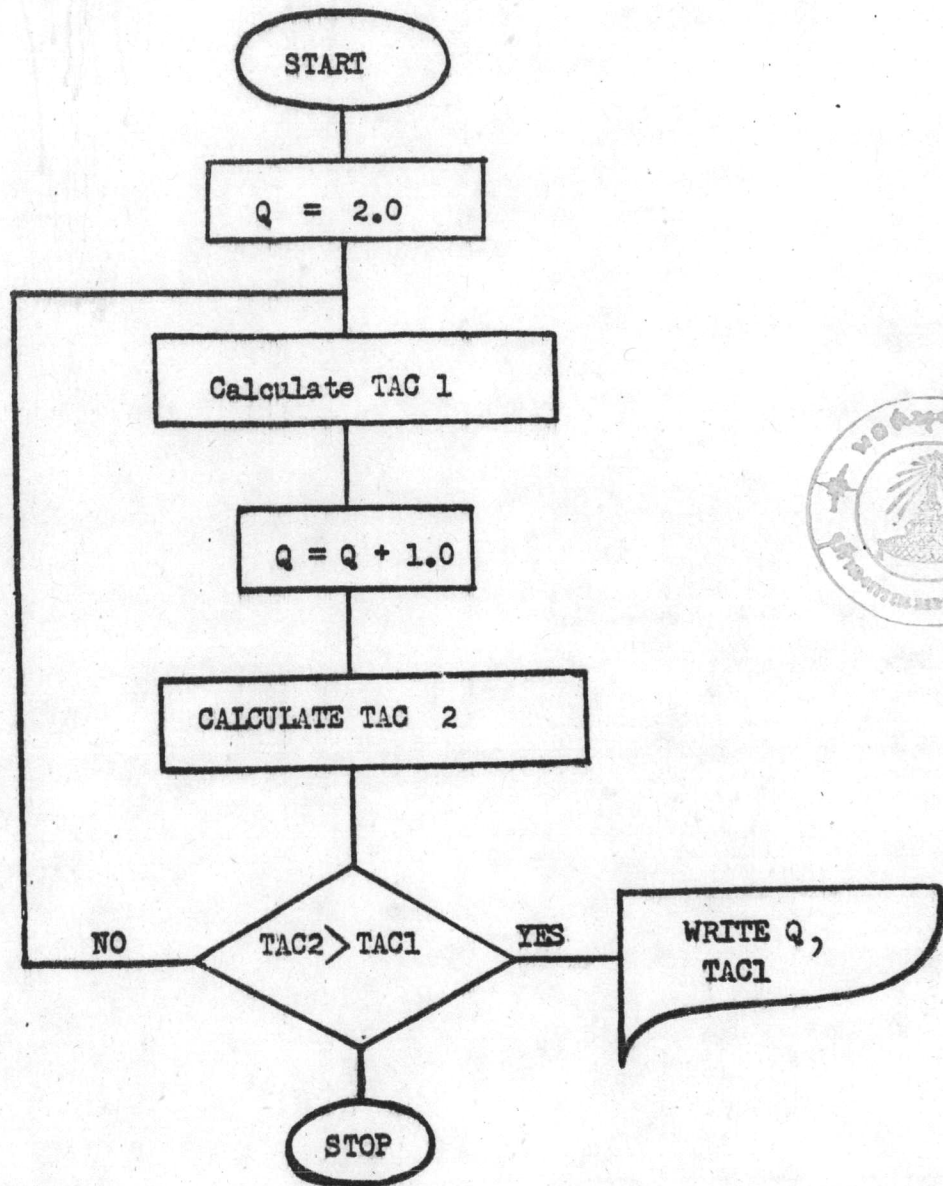 START
Q = 2.0
Calculate TAC 1
Q = Q + 1.0
CALCULATE TAC 2
TAC2 > TAC1
NO
YES
WRITE Q,
TAC1
STOP